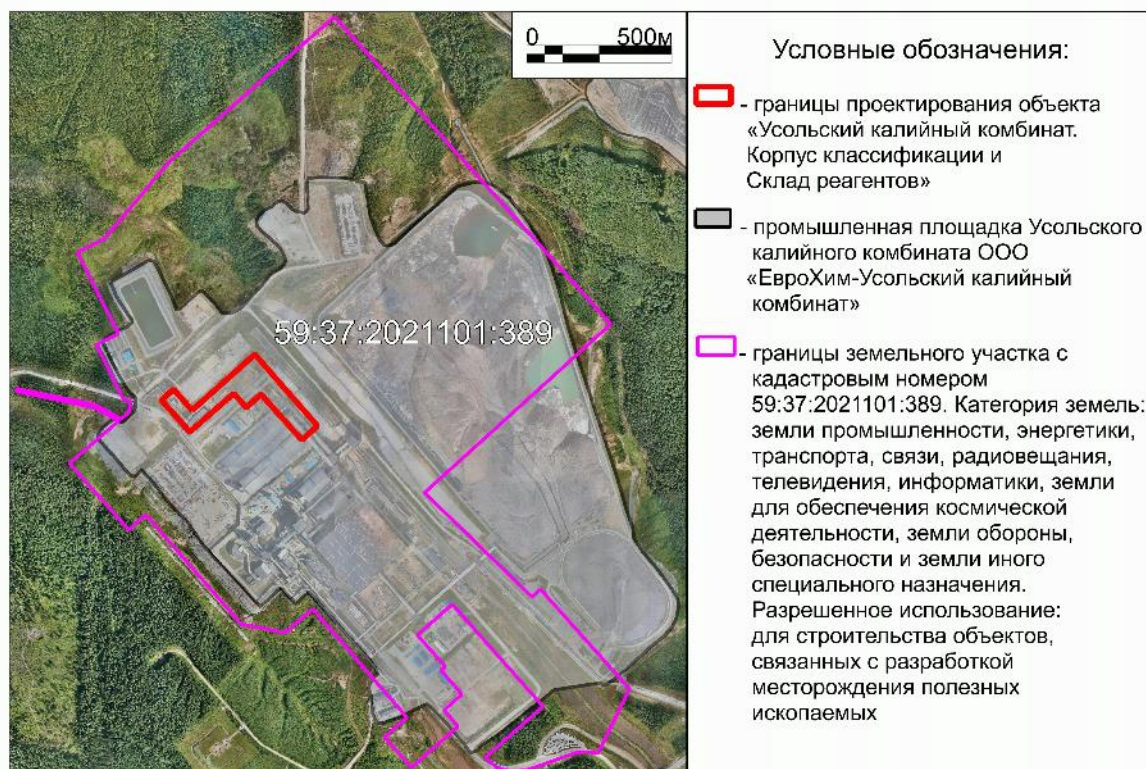 0 500м
59:37:2021101:389
Условные обозначения:
- границы проектирования объекта
«Усольский калийный комбинат.
Корпус классификации и
Склад реагентов»
- промышленная площадка Усольского
калийного комбината ООО
«ЕвроХим-Усольский калийный
комбинат»
- границы земельного участка с
кадастровым номером
59:37:2021101:389. Категория земель:
земли промышленности, энергетики,
транспорта, связи, радиовещания,
телевидения, информатики, земли
для обеспечения космической
деятельности, земли обороны,
безопасности и земли иного
специального назначения.
Разрешенное использование:
для строительства объектов,
связанных с разработкой
месторождения полезных
ископаемых